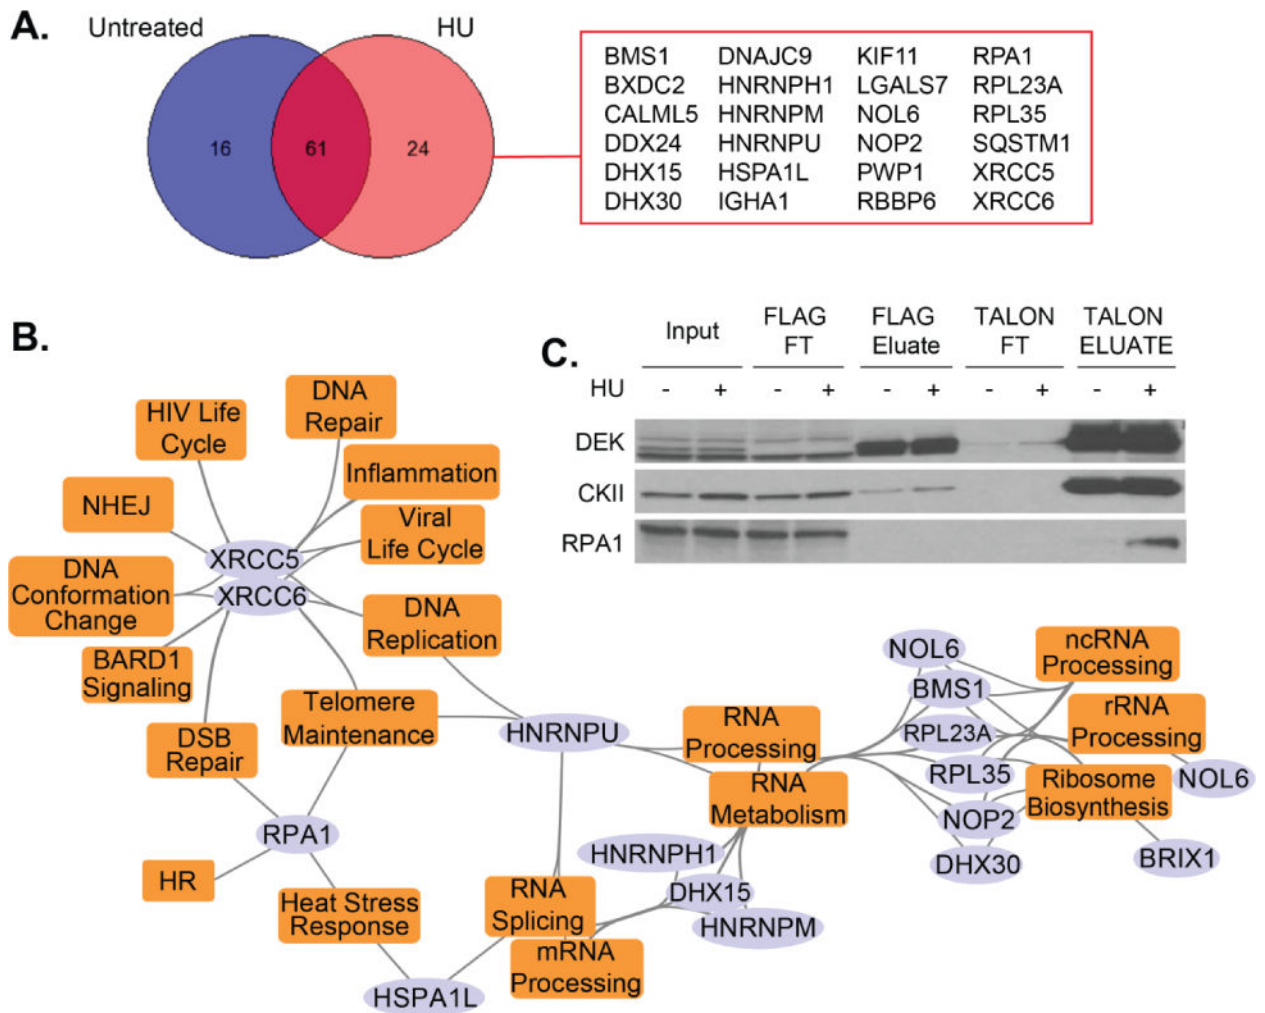 A.
Untreated
HU
16
61
24
BMS1 DNAJC9 KIF11 RPA1
BXDC2 HNRNPH1 LGALS7 RPL23A
CALML5 HNRNPM NOL6 RPL35
DDX24 HNRNPU NOP2 SQSTM1
DHX15 HSPA1L PWP1 XRCC5
DHX30 IGHA1 RBBP6 XRCC6
B.
HIV Life
Cycle
DNA
Repair
Inflammation
NHEJ
Viral
Life Cycle
XRCC5
DNA
Conformation
Change
XRCC6
DNA
Replication
BARD1
Signaling
Telomere
Maintenance
DSB
Repair
HNRNPU
RNA
Processing
RNA
Metabolism
NOL6
BMS1
RPL23A
RPL35
NOP2
DHX30
ncRNA
Processing
rRNA
Processing
NOL6
Ribosome
Biosynthesis
BRIX1
RPA1
HR
Heat Stress
Response
HNRNPH1
DHX15
HNRNPM
RNA
Splicing
mRNA
Processing
HSPA1L
C.
Input
FLAG
FT
FLAG
Eluate
TALON
FT
TALON
ELUATE
HU - + - + - + - + - +
DEK
CKII
RPA1